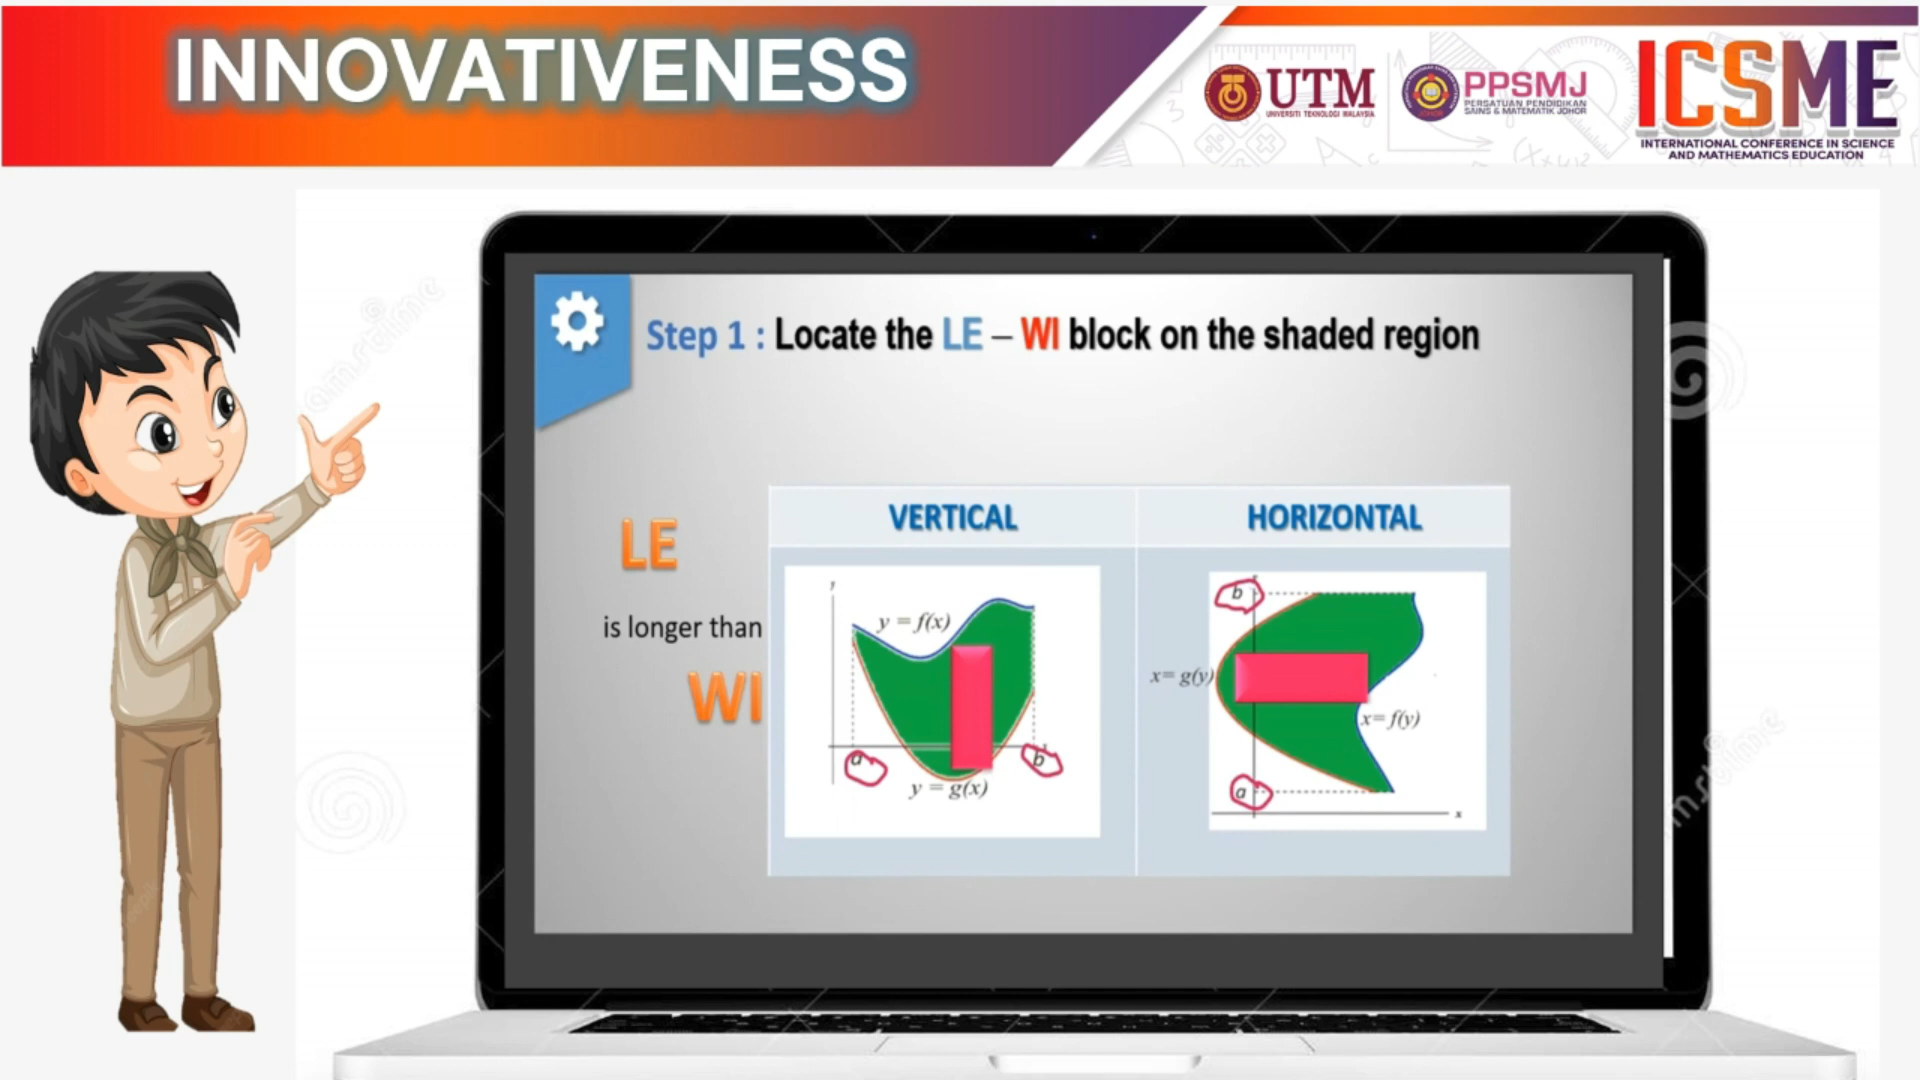 INNOVATIVENESS
UTM
UNIVERSITI TEKNOLOGI MALAYSIA
PPSMJ
PERSATUAN PENDIDIKAN
SAINS & MATEMATIK JOHOR
ICSME
INTERNATIONAL CONFERENCE IN SCIENCE
AND MATHEMATICS EDUCATION
Step 1 : Locate the LE – WI block on the shaded region
LE
is longer than
WI
VERTICAL
HORIZONTAL
y
y = f(x)
a
b
y = g(x)
b
x= g(y)
x= f(y)
a
x